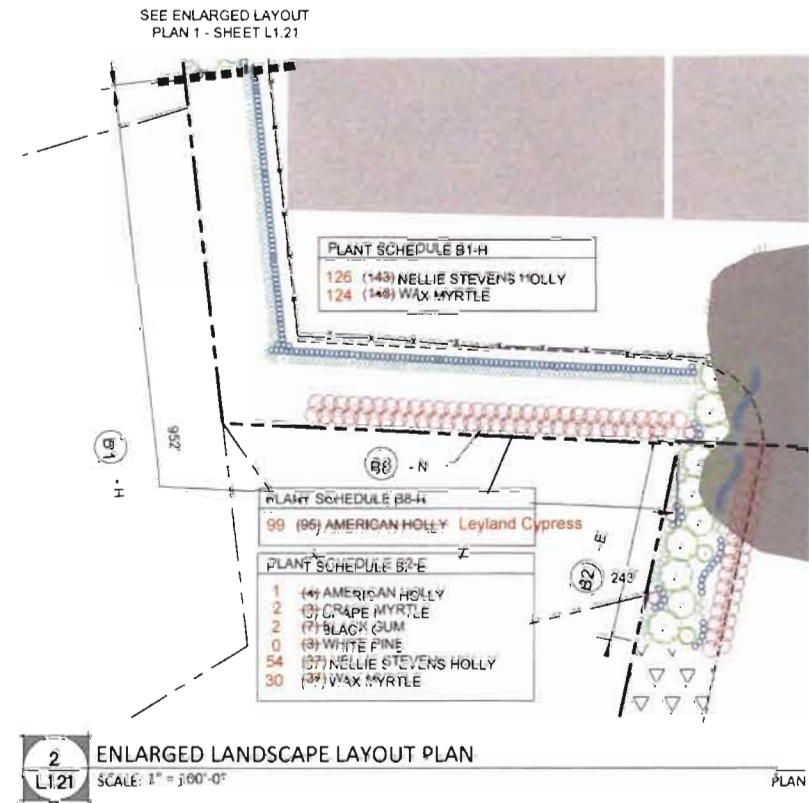 SEE ENLARGED LAYOUT
PLAN 1 - SHEET L1.21
PLANT SCHEDULE B1-H
126 (143) NELLIE STEVENS HOLLY
124 WAX MYRTLE
952'
B1 - H
- N
PLANT SCHEDULE
99 (95) AMERICAN HOLLY Leyland Cypress
B2 - E
243'
PLANT SCHEDULE B2-E
1 (4) AMERICAN HOLLY
2 (3) CRAPE MYRTLE
2 (7) BLACK GUM
0 (3) WHITE PINE
54 (37) NELLIE STEVENS HOLLY
30 WAX MYRTLE
2
L1.21
ENLARGED LANDSCAPE LAYOUT PLAN
SCALE: 1" = 100'-0"
PLAN